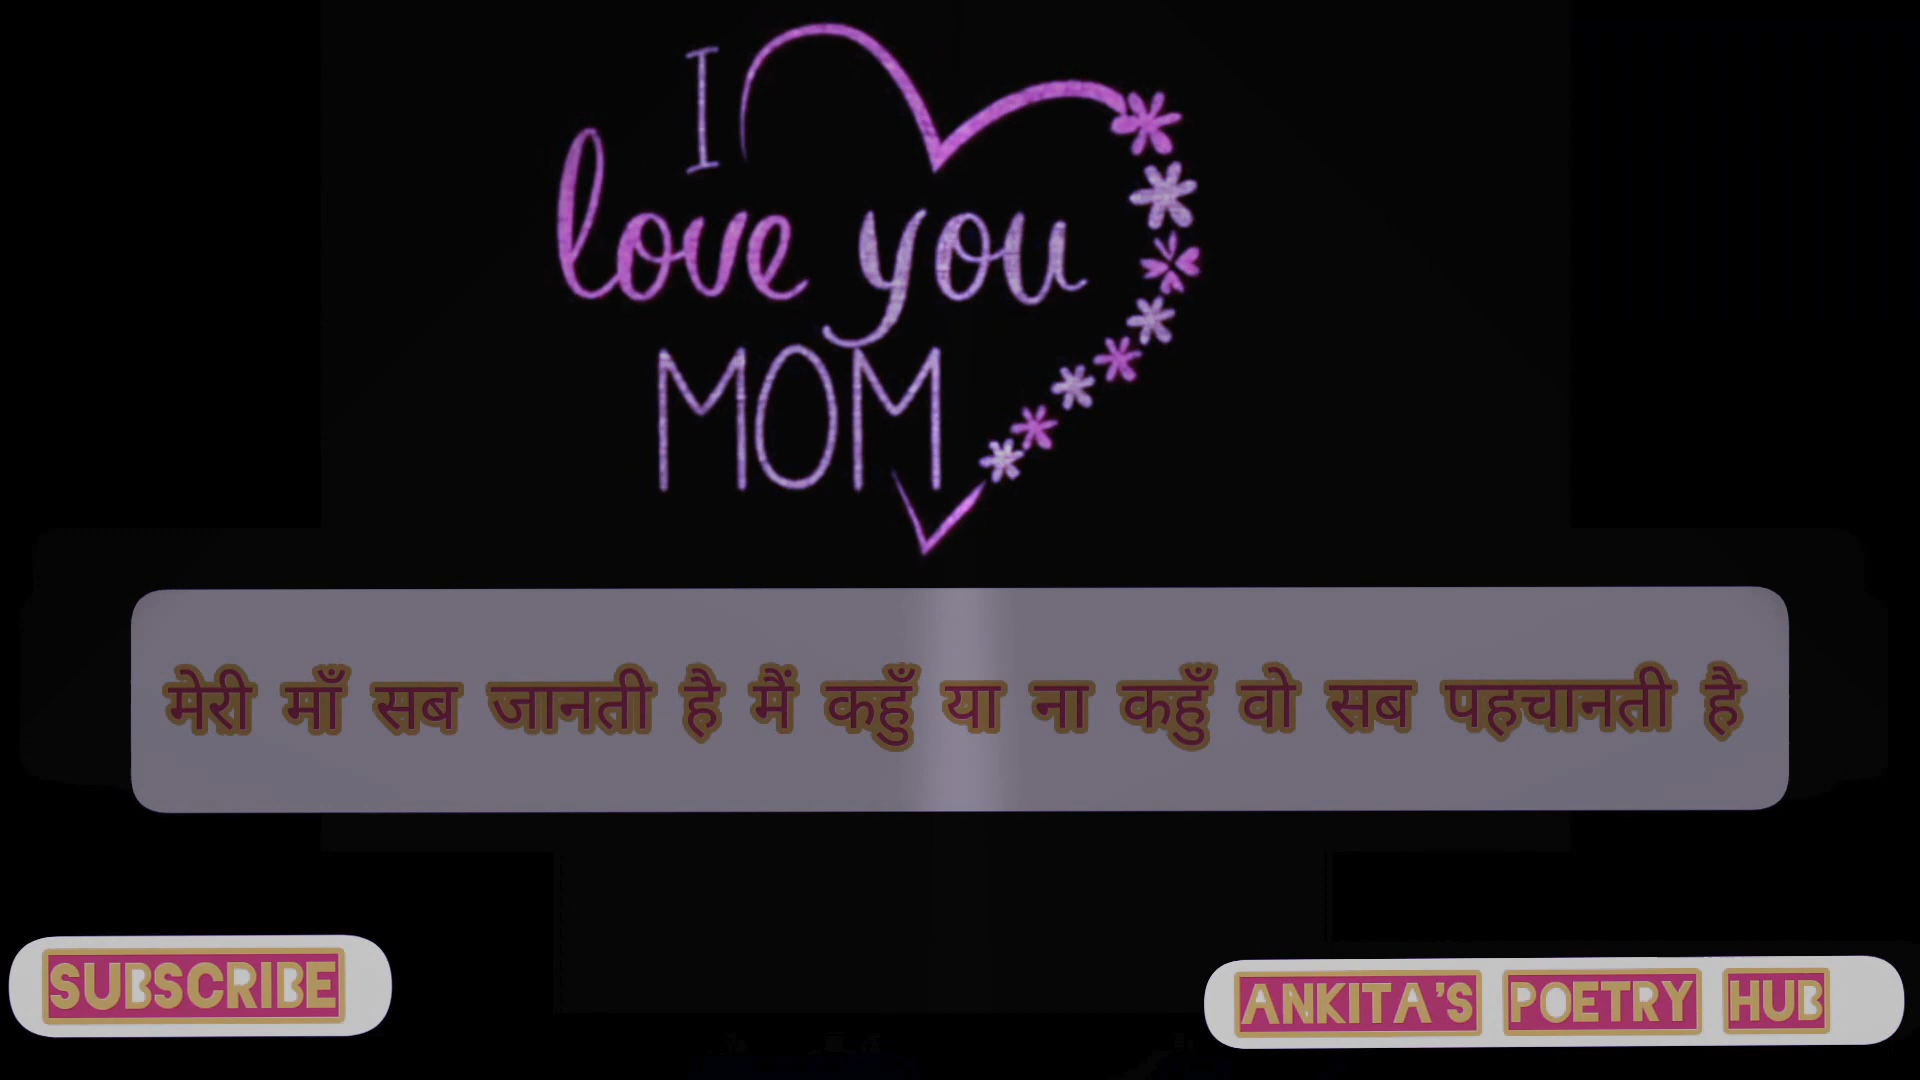 I
love you
MOM
मेरी माँ सब जानती है मैं कहुँ या ना कहुँ वो सब पहचानती है
SUBSCRIBE
ANKITA'S POETRY HUB